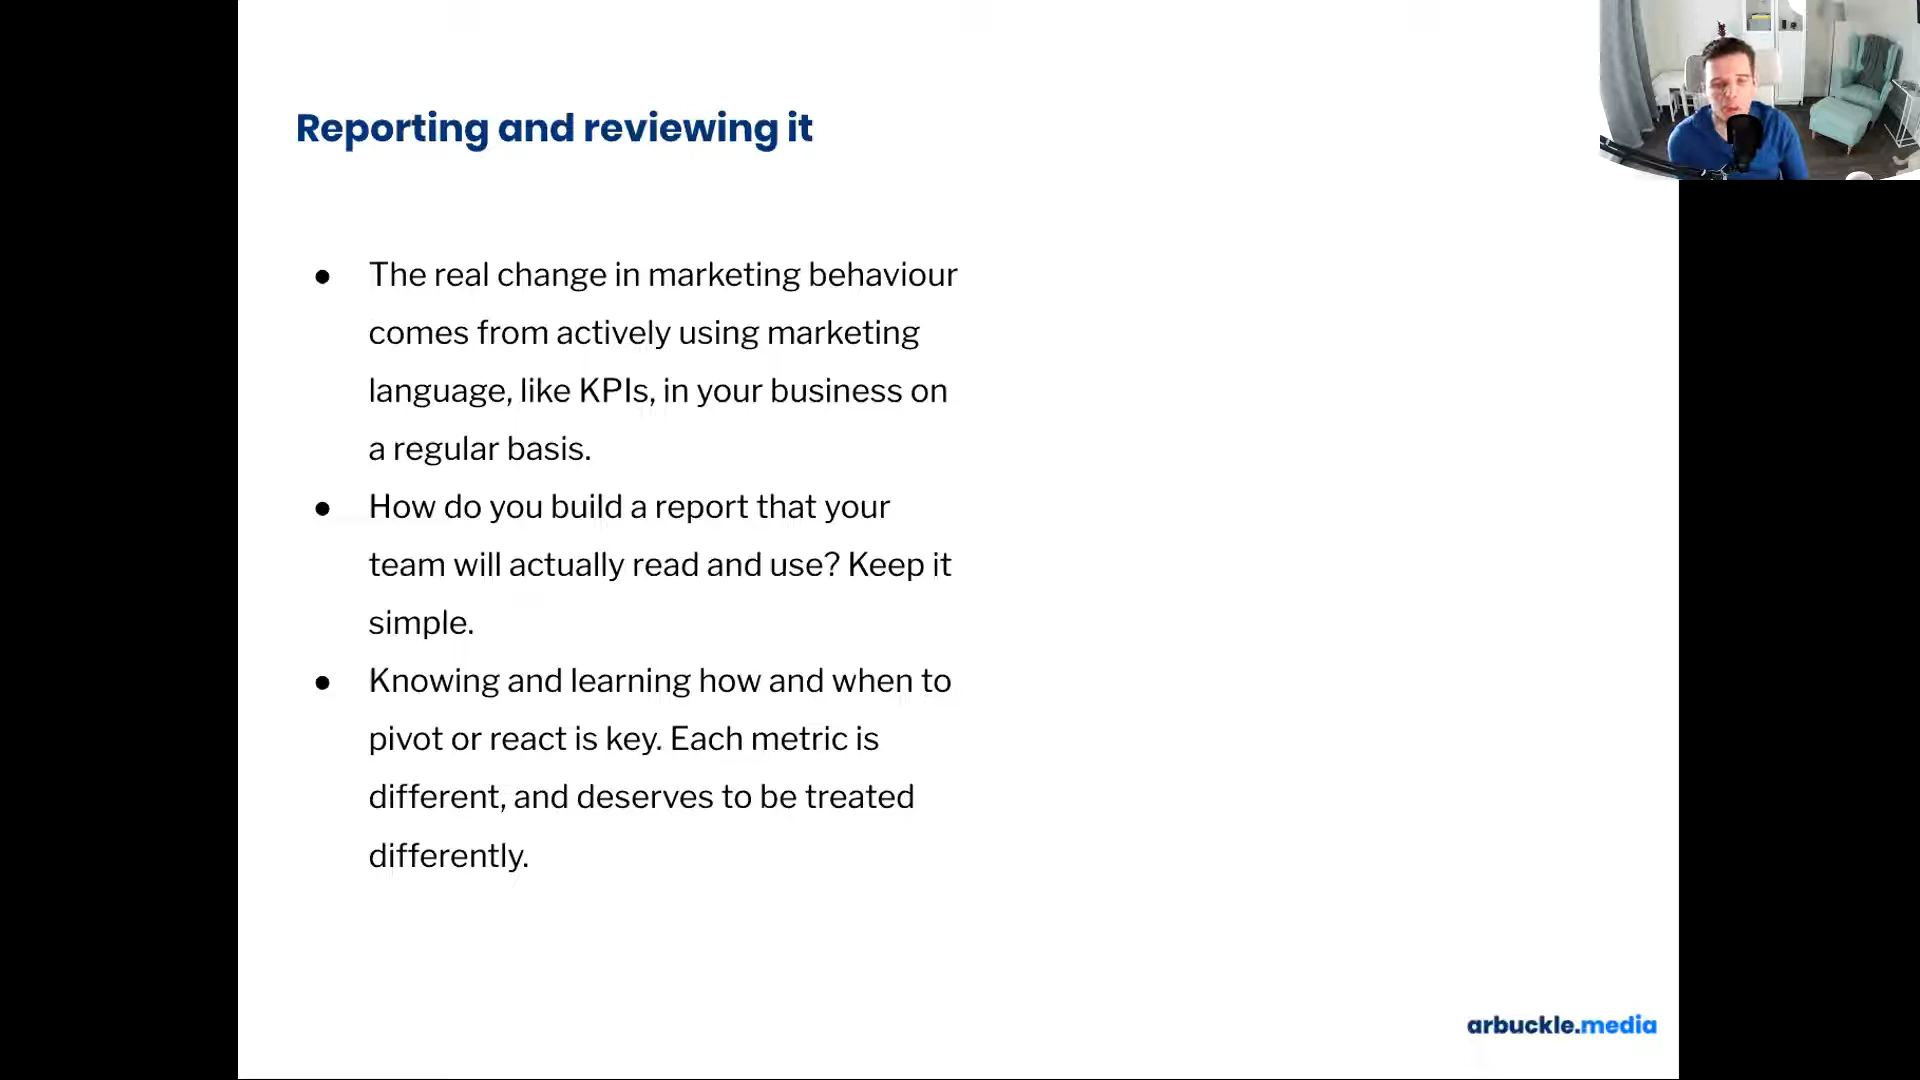 Reporting and reviewing it
● The real change in marketing behaviour
comes from actively using marketing
language, like KPIs, in your business on
a regular basis.
● How do you build a report that your
team will actually read and use? Keep it
simple.
● Knowing and learning how and when to
pivot or react is key. Each metric is
different, and deserves to be treated
differently.
arbuckle.media